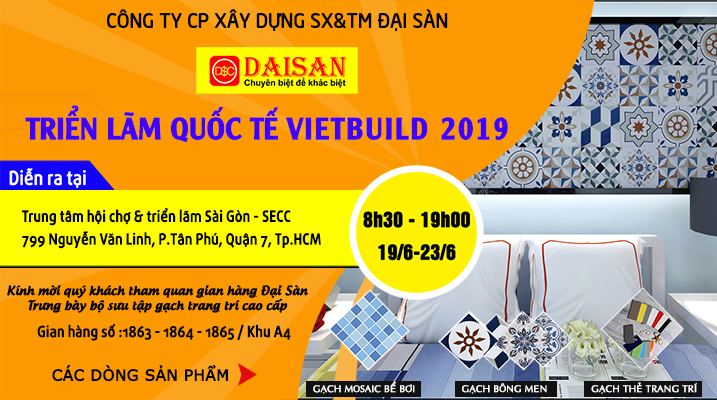 CÔNG TY CP XÂY DỰNG SX&TM ĐẠI SÀN
DSC
DAISAN
Chuyên biệt để khác biệt
TRIỂN LÃM QUỐC TẾ VIETBUILD 2019
Diễn ra tại
Trung tâm hội chợ & triển lãm Sài Gòn - SECC
799 Nguyễn Văn Linh, P.Tân Phú, Quận 7, Tp.HCM
8h30 - 19h00
19/6-23/6
Kính mời quý khách tham quan gian hàng Đại Sàn
Trưng bày bộ sưu tập gạch trang trí cao cấp
Gian hàng số :1863 - 1864 - 1865 / Khu A4
CÁC DÒNG SẢN PHẨM
GẠCH MOSAIC BỂ BƠI
GẠCH BÔNG MEN
GẠCH THẺ TRANG TRÍ